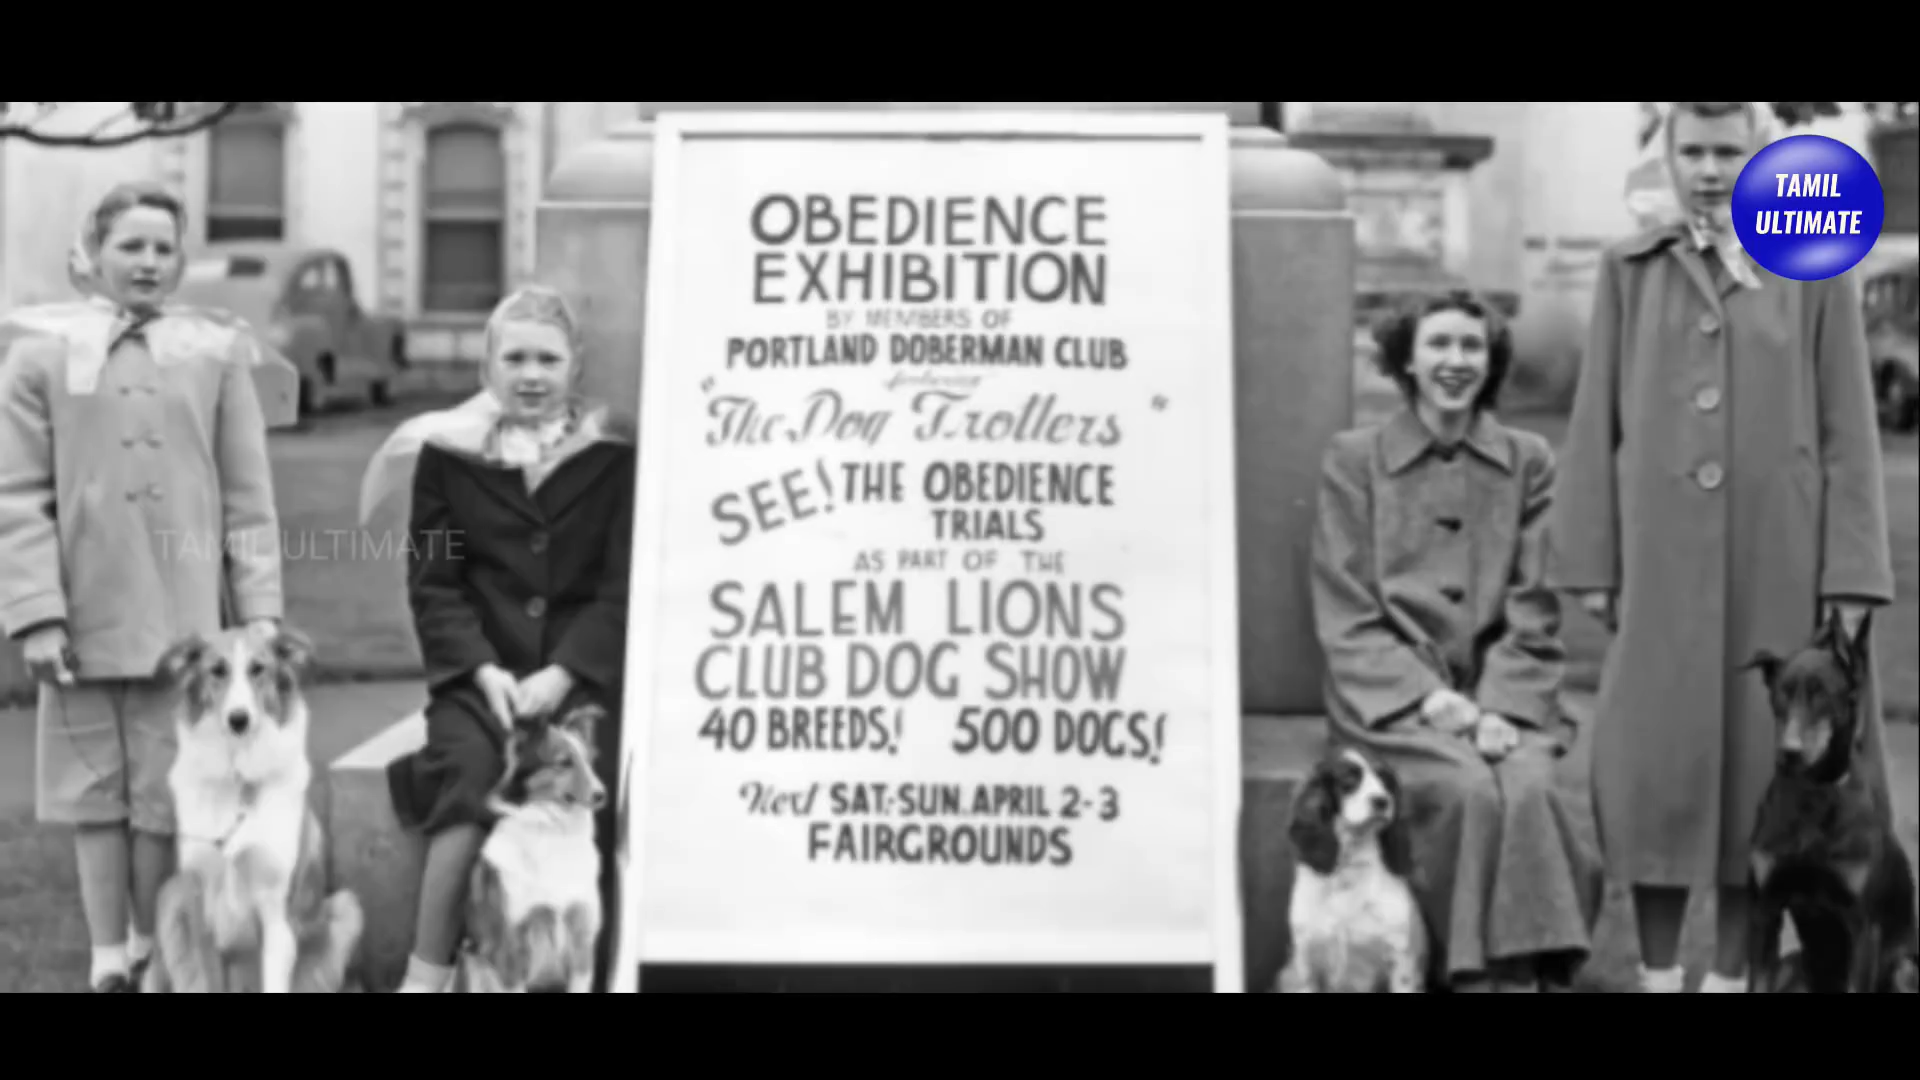 OBEDIENCE
EXHIBITION
BY MEMBERS OF
PORTLAND DOBERMAN CLUB
featuring
"The Dog Trotters"
SEE! THE OBEDIENCE
TRIALS
AS PART OF THE
SALEM LIONS
CLUB DOG SHOW
40 BREEDS! 500 DOGS!
Next SAT.-SUN. APRIL 2-3
FAIRGROUNDS
TAMIL
ULTIMATE
TAMIL ULTIMATE